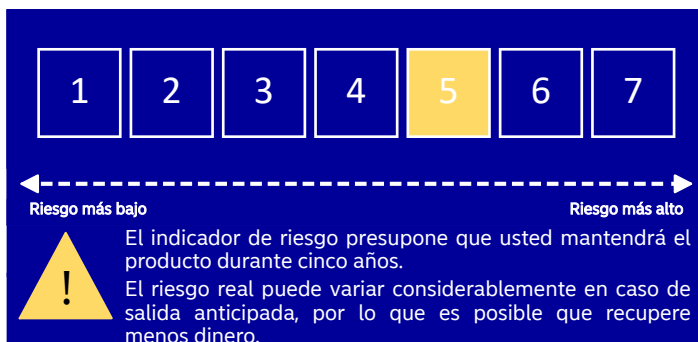 1 2 3 4 5 6 7
Riesgo más bajo Riesgo más alto
El indicador de riesgo presupone que usted mantendrá el
producto durante cinco años.
!
El riesgo real puede variar considerablemente en caso de
salida anticipada, por lo que es posible que recupere
menos dinero.